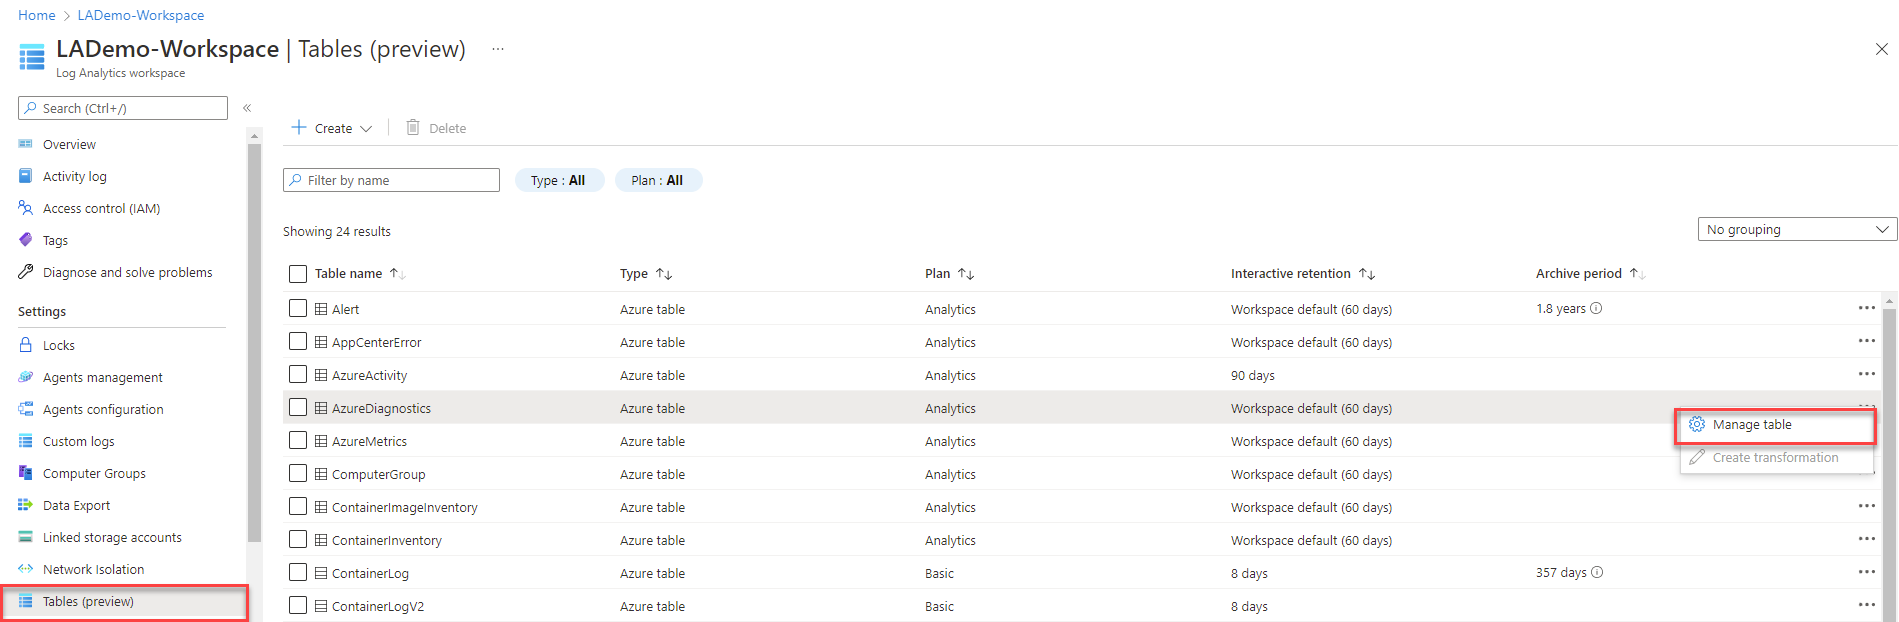 Home > LADemo-Workspace
LADemo-Workspace | Tables (preview) ...
Log Analytics workspace
Search (Ctrl+/) «
Overview
Activity log
Access control (IAM)
Tags
Diagnose and solve problems
Settings
Locks
Agents management
Agents configuration
Custom logs
Computer Groups
Data Export
Linked storage accounts
Network Isolation
Tables (preview)
Create Delete
Filter by name Type : All Plan : All
Showing 24 results No grouping
Table name Type Plan Interactive retention Archive period
Alert Azure table Analytics Workspace default (60 days) 1.8 years
AppCenterError Azure table Analytics Workspace default (60 days)
AzureActivity Azure table Analytics 90 days
AzureDiagnostics Azure table Analytics Workspace default (60 days)
Manage table
AzureMetrics Azure table Analytics Workspace default (60 days)
Create transformation
ComputerGroup Azure table Analytics Workspace default (60 days)
ContainerImageInventory Azure table Analytics Workspace default (60 days)
ContainerInventory Azure table Analytics Workspace default (60 days)
ContainerLog Azure table Basic 8 days 357 days
ContainerLogV2 Azure table Basic 8 days